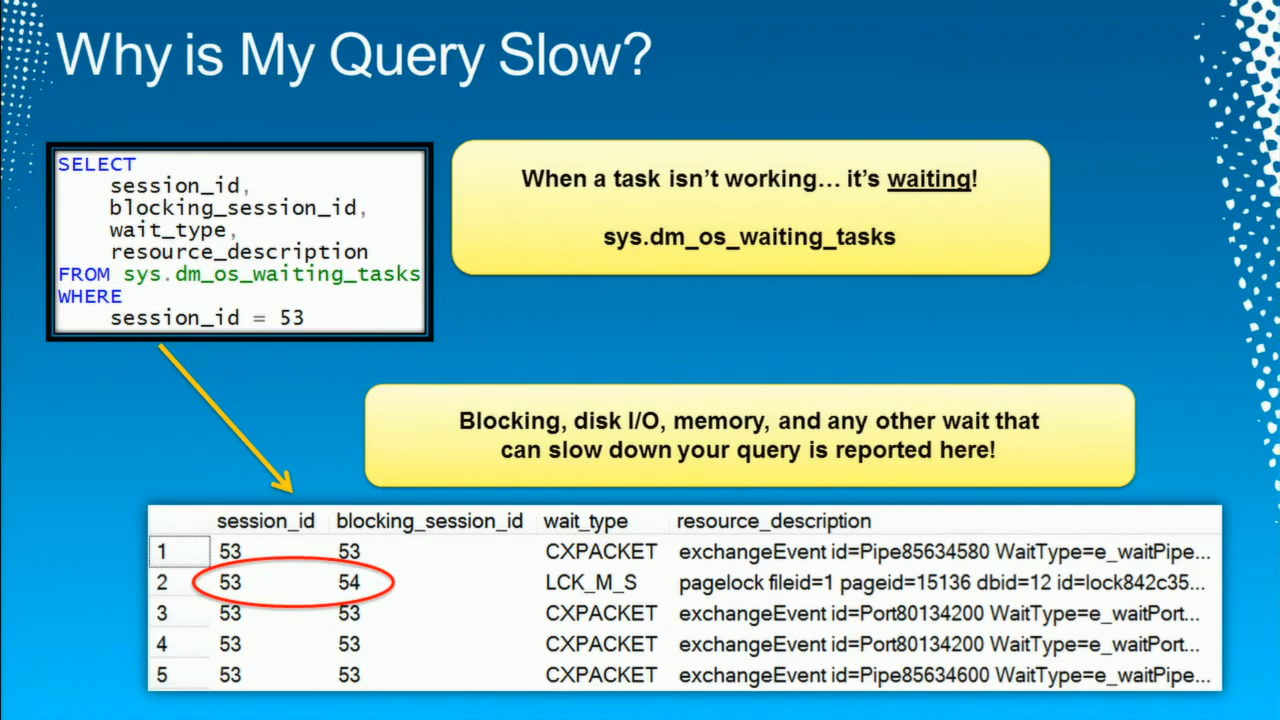 Why is My Query Slow?
SELECT
session_id,
blocking_session_id,
wait_type,
resource_description
FROM sys.dm_os_waiting_tasks
WHERE
session_id = 53
When a task isn’t working… it’s waiting!
sys.dm_os_waiting_tasks
Blocking, disk I/O, memory, and any other wait that
can slow down your query is reported here!
session_id blocking_session_id wait_type resource_description
1 53 53 CXPACKET exchangeEvent id=Pipe85634580 WaitType=e_waitPipe...
2 53 54 LCK_M_S pagelock fileid=1 pageid=15136 dbid=12 id=lock842c35...
3 53 53 CXPACKET exchangeEvent id=Port80134200 WaitType=e_waitPort...
4 53 53 CXPACKET exchangeEvent id=Port80134200 WaitType=e_waitPort...
5 53 53 CXPACKET exchangeEvent id=Pipe85634600 WaitType=e_waitPipe...